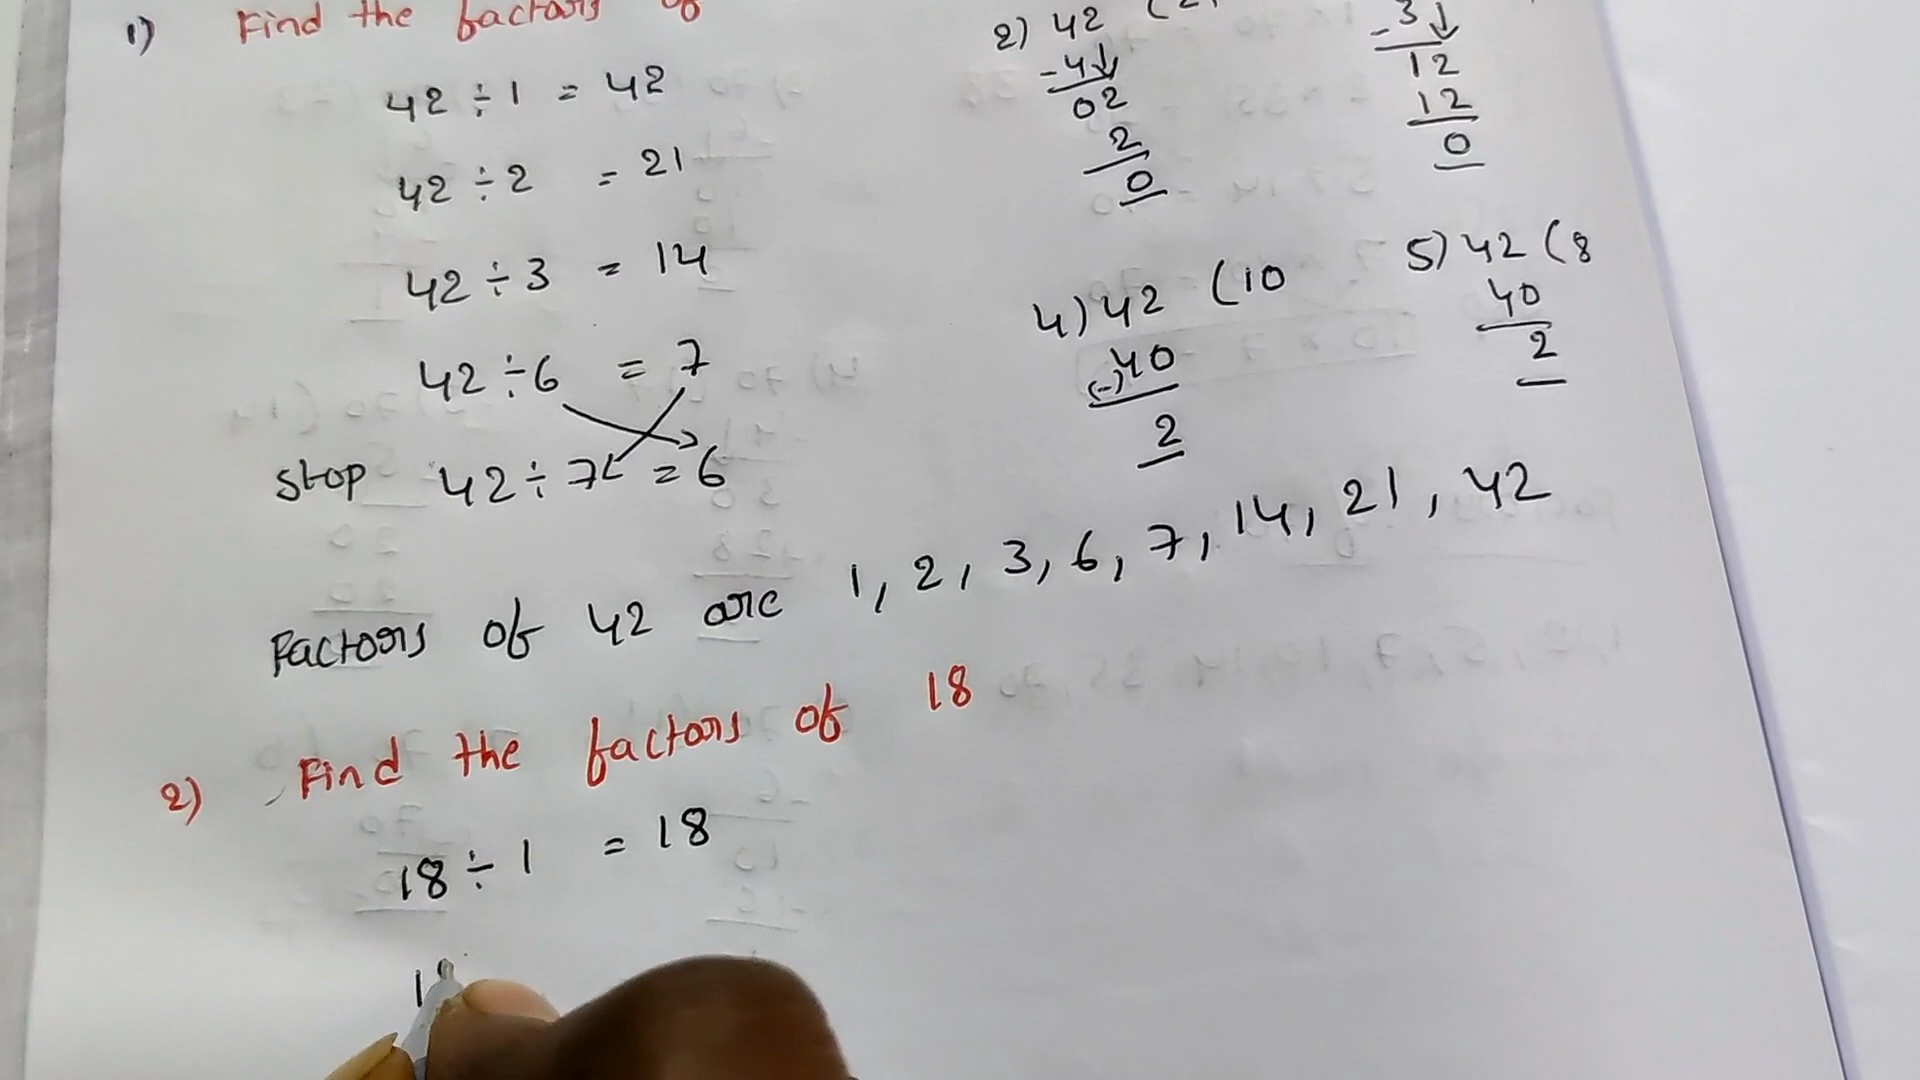 1) Find the factors of
42 ÷ 1 = 42
42 ÷ 2 = 21
42 ÷ 3 = 14
42 ÷ 6 = 7
stop 42 ÷ 7 = 6
2) 42 (2
- 4
02
2
0
- 3
12
12
0
4) 42 (10
(-) 40
2
5) 42 (8
40
2
Factors of 42 are 1, 2, 3, 6, 7, 14, 21, 42
2) Find the factors of 18
18 ÷ 1 = 18